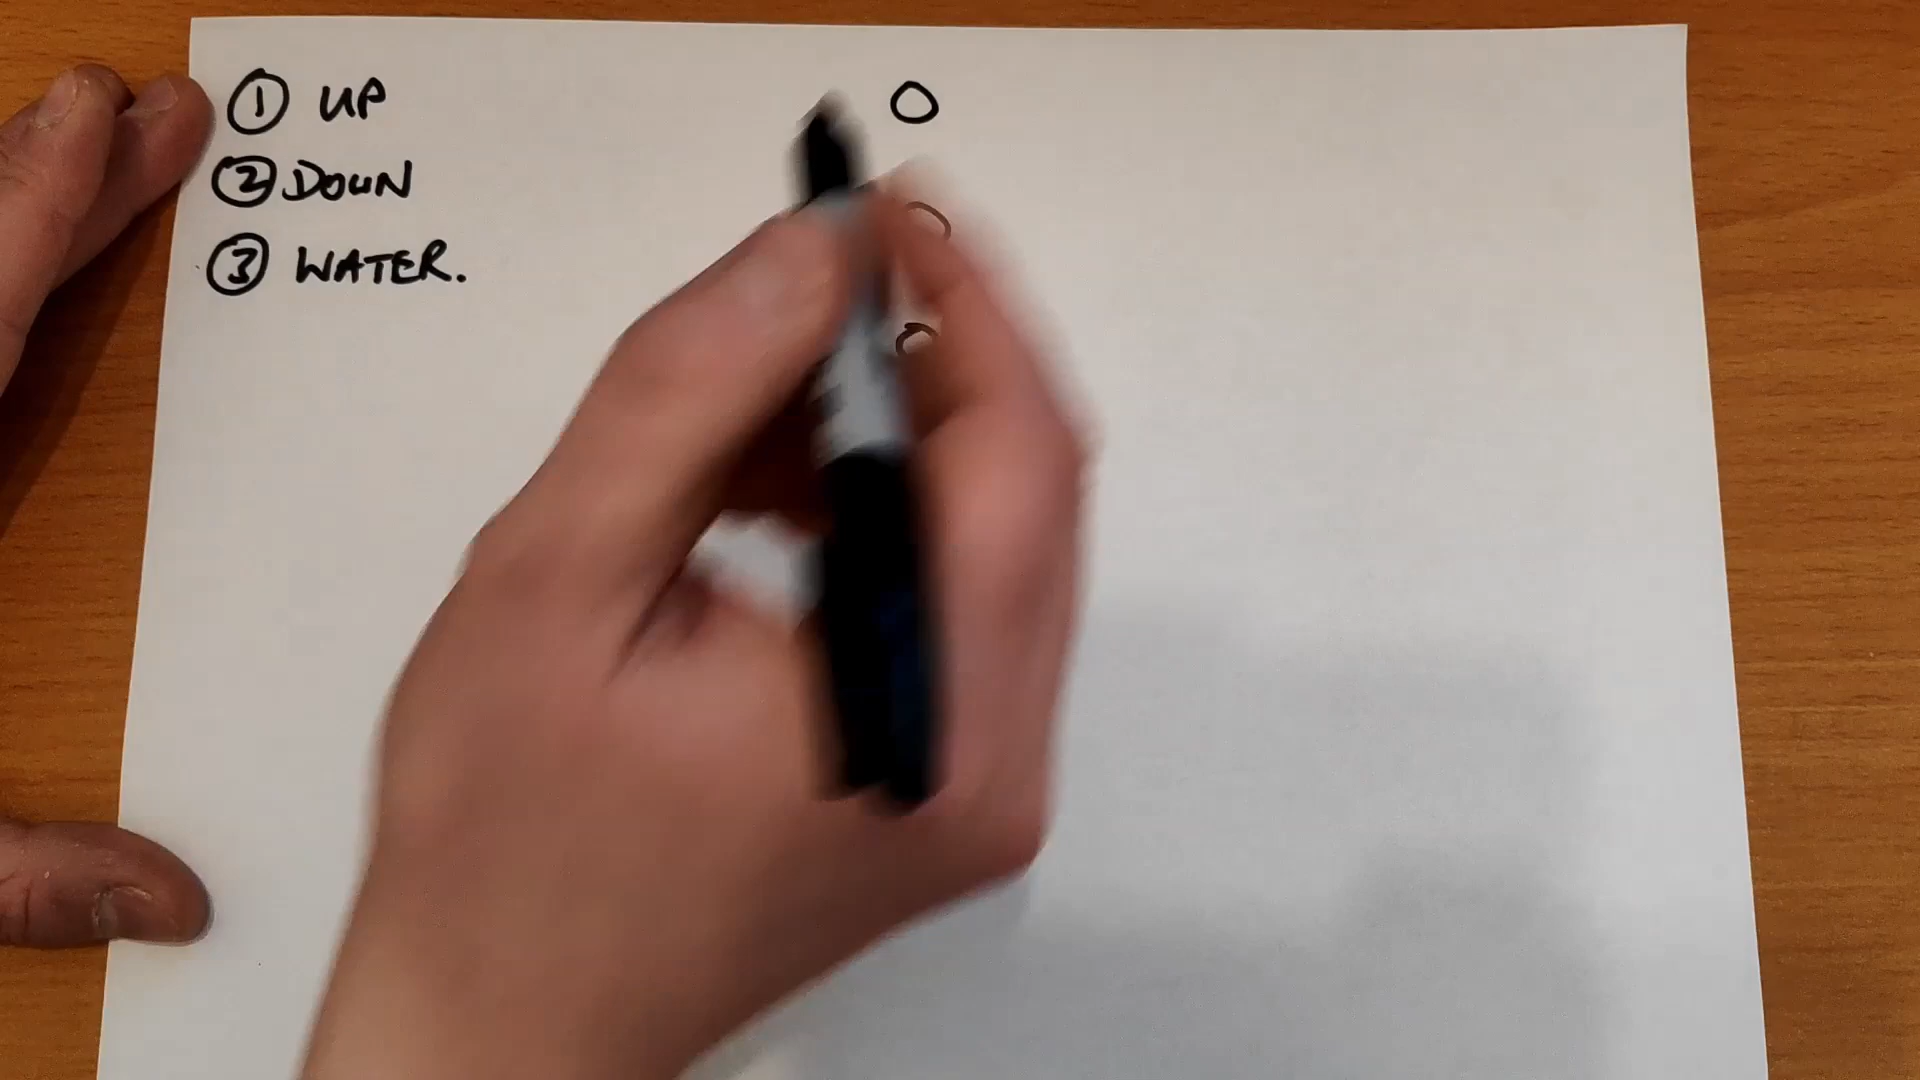 ① UP
② DOWN
③ WATER.